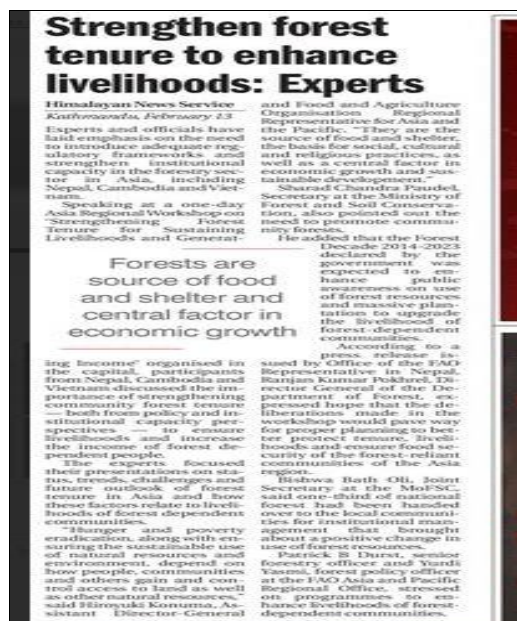 Strengthen forest
tenure to enhance
livelihoods: Experts
Himalayan News Service
Kathmandu, February 13
Experts and officials have
laid emphasis on the need
to introduce adequate reg-
ulatory frameworks and
strengthen institutional
capacity in the forestry sec-
tor in Asia, including
Nepal, Cambodia and Viet-
nam.
Speaking at a one-day
Asia Regional Workshop on
"Strengthening Forest
Tenure for Sustaining
Livelihoods and Generat-
Forests are
source of food
and shelter and
central factor in
economic growth
ing Income" organised in
the capital, participants
from Nepal, Cambodia and
Vietnam discussed the im-
portance of strengthening
community forest tenure
— both from policy and in-
stitutional capacity per-
spectives — to ensure
livelihoods and increase
the income of forest de-
pendent people.
The experts focused
their presentations on sta-
tus, trends, challenges and
future outlook of forest
tenure in Asia and how
these factors relate to liveli-
hoods of forest dependent
communities.
"Hunger and poverty
eradication, along with en-
suring the sustainable use
of natural resources and
environment, depend on
how people, communities
and others gain and con-
trol access to land as well
as other natural resources,"
said Hiroyuki Konuma, As-
sistant Director-General
and Food and Agriculture
Organisation Regional
Representative for Asia and
the Pacific. "They are the
source of food and shelter,
the basis for social, cultural
and religious practices, as
well as a central factor in
economic growth and sus-
tainable development."
Sharad Chandra Paudel,
Secretary at the Ministry of
Forest and Soil Conserva-
tion, also pointed out the
need to promote commu-
nity forests.
He added that the Forest
Decade 2014-2023
declared by the
government was
expected to en-
hance public
awareness on use
of forest resources
and massive plan-
tation to upgrade
the livelihood of
forest-dependent
communities.
According to a
press release is-
sued by Office of the FAO
Representative in Nepal,
Ranjan Kumar Pokhrel, Di-
rector General of the De-
partment of Forest, ex-
pressed hope that the de-
liberations made in the
workshop would pave way
for proper planning to bet-
ter protect tenure, liveli-
hoods and ensure food se-
curity of the forest-reliant
communities of the Asia
region.
Bishwa Nath Oli, Joint
Secretary at the MoFSC,
said one-third of national
forest had been handed
over to the local communi-
ties for institutional man-
agement that brought
about a positive change in
use of forest resources.
Patrick B Durst, senior
forestry officer and Yurdi
Yasmi, forest policy officer
at the FAO Asia and Pacific
Regional Office, stressed
on programmes to en-
hance livelihoods of forest-
dependent communities.